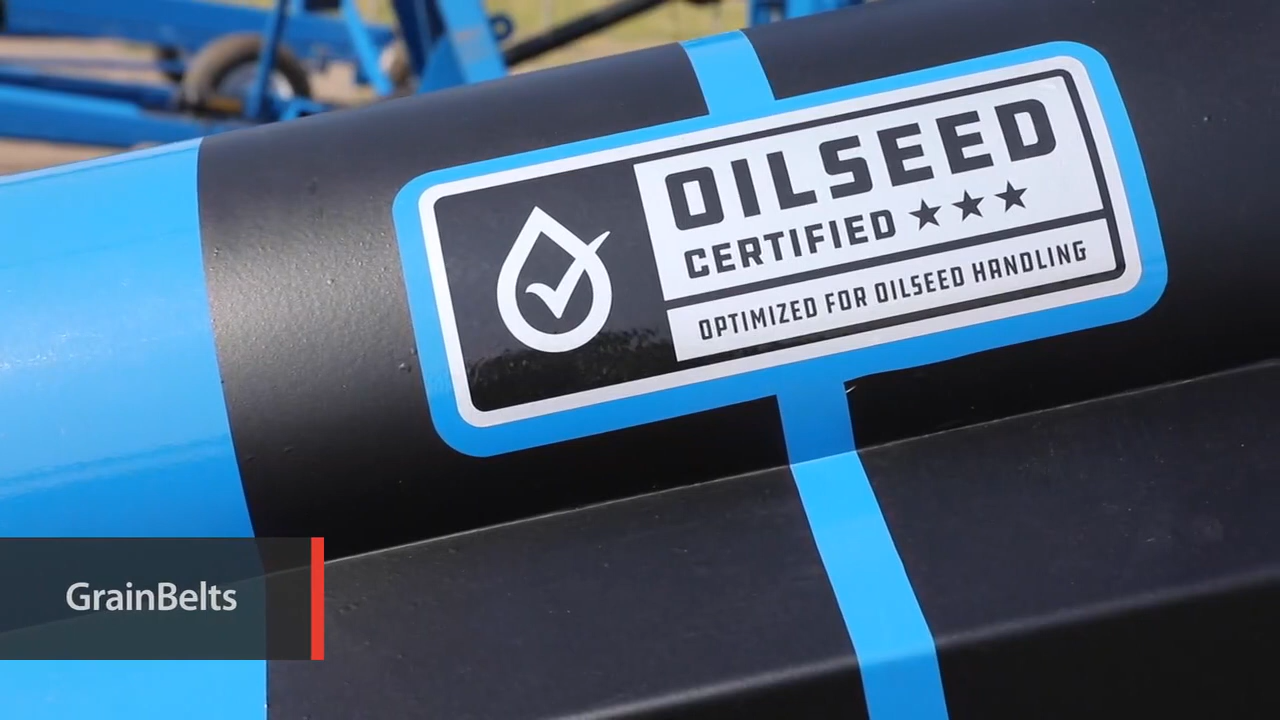 OILSEED
CERTIFIED ★★★
OPTIMIZED FOR OILSEED HANDLING
GrainBelts